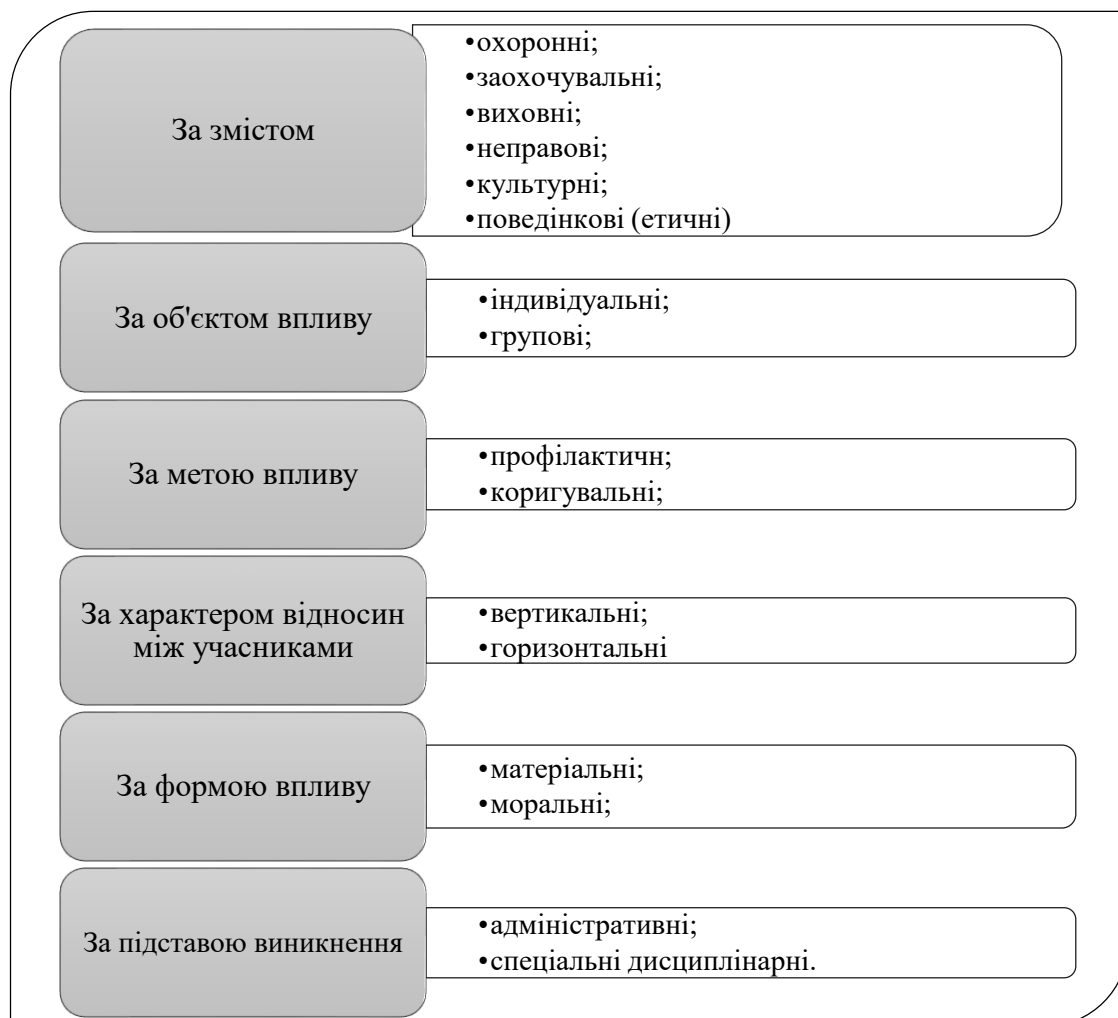 За змістом
•охоронні;
•заохочувальні;
•виховні;
•неправові;
•культурні;
•поведінкові (етичні)
За об'єктом впливу
•індивідуальні;
•групові;
За метою впливу
•профілактичн;
•коригувальні;
За характером відносин
між учасниками
•вертикальні;
•горизонтальні
За формою впливу
•матеріальні;
•моральні;
За підставою виникнення
•адміністративні;
•спеціальні дисциплінарні.